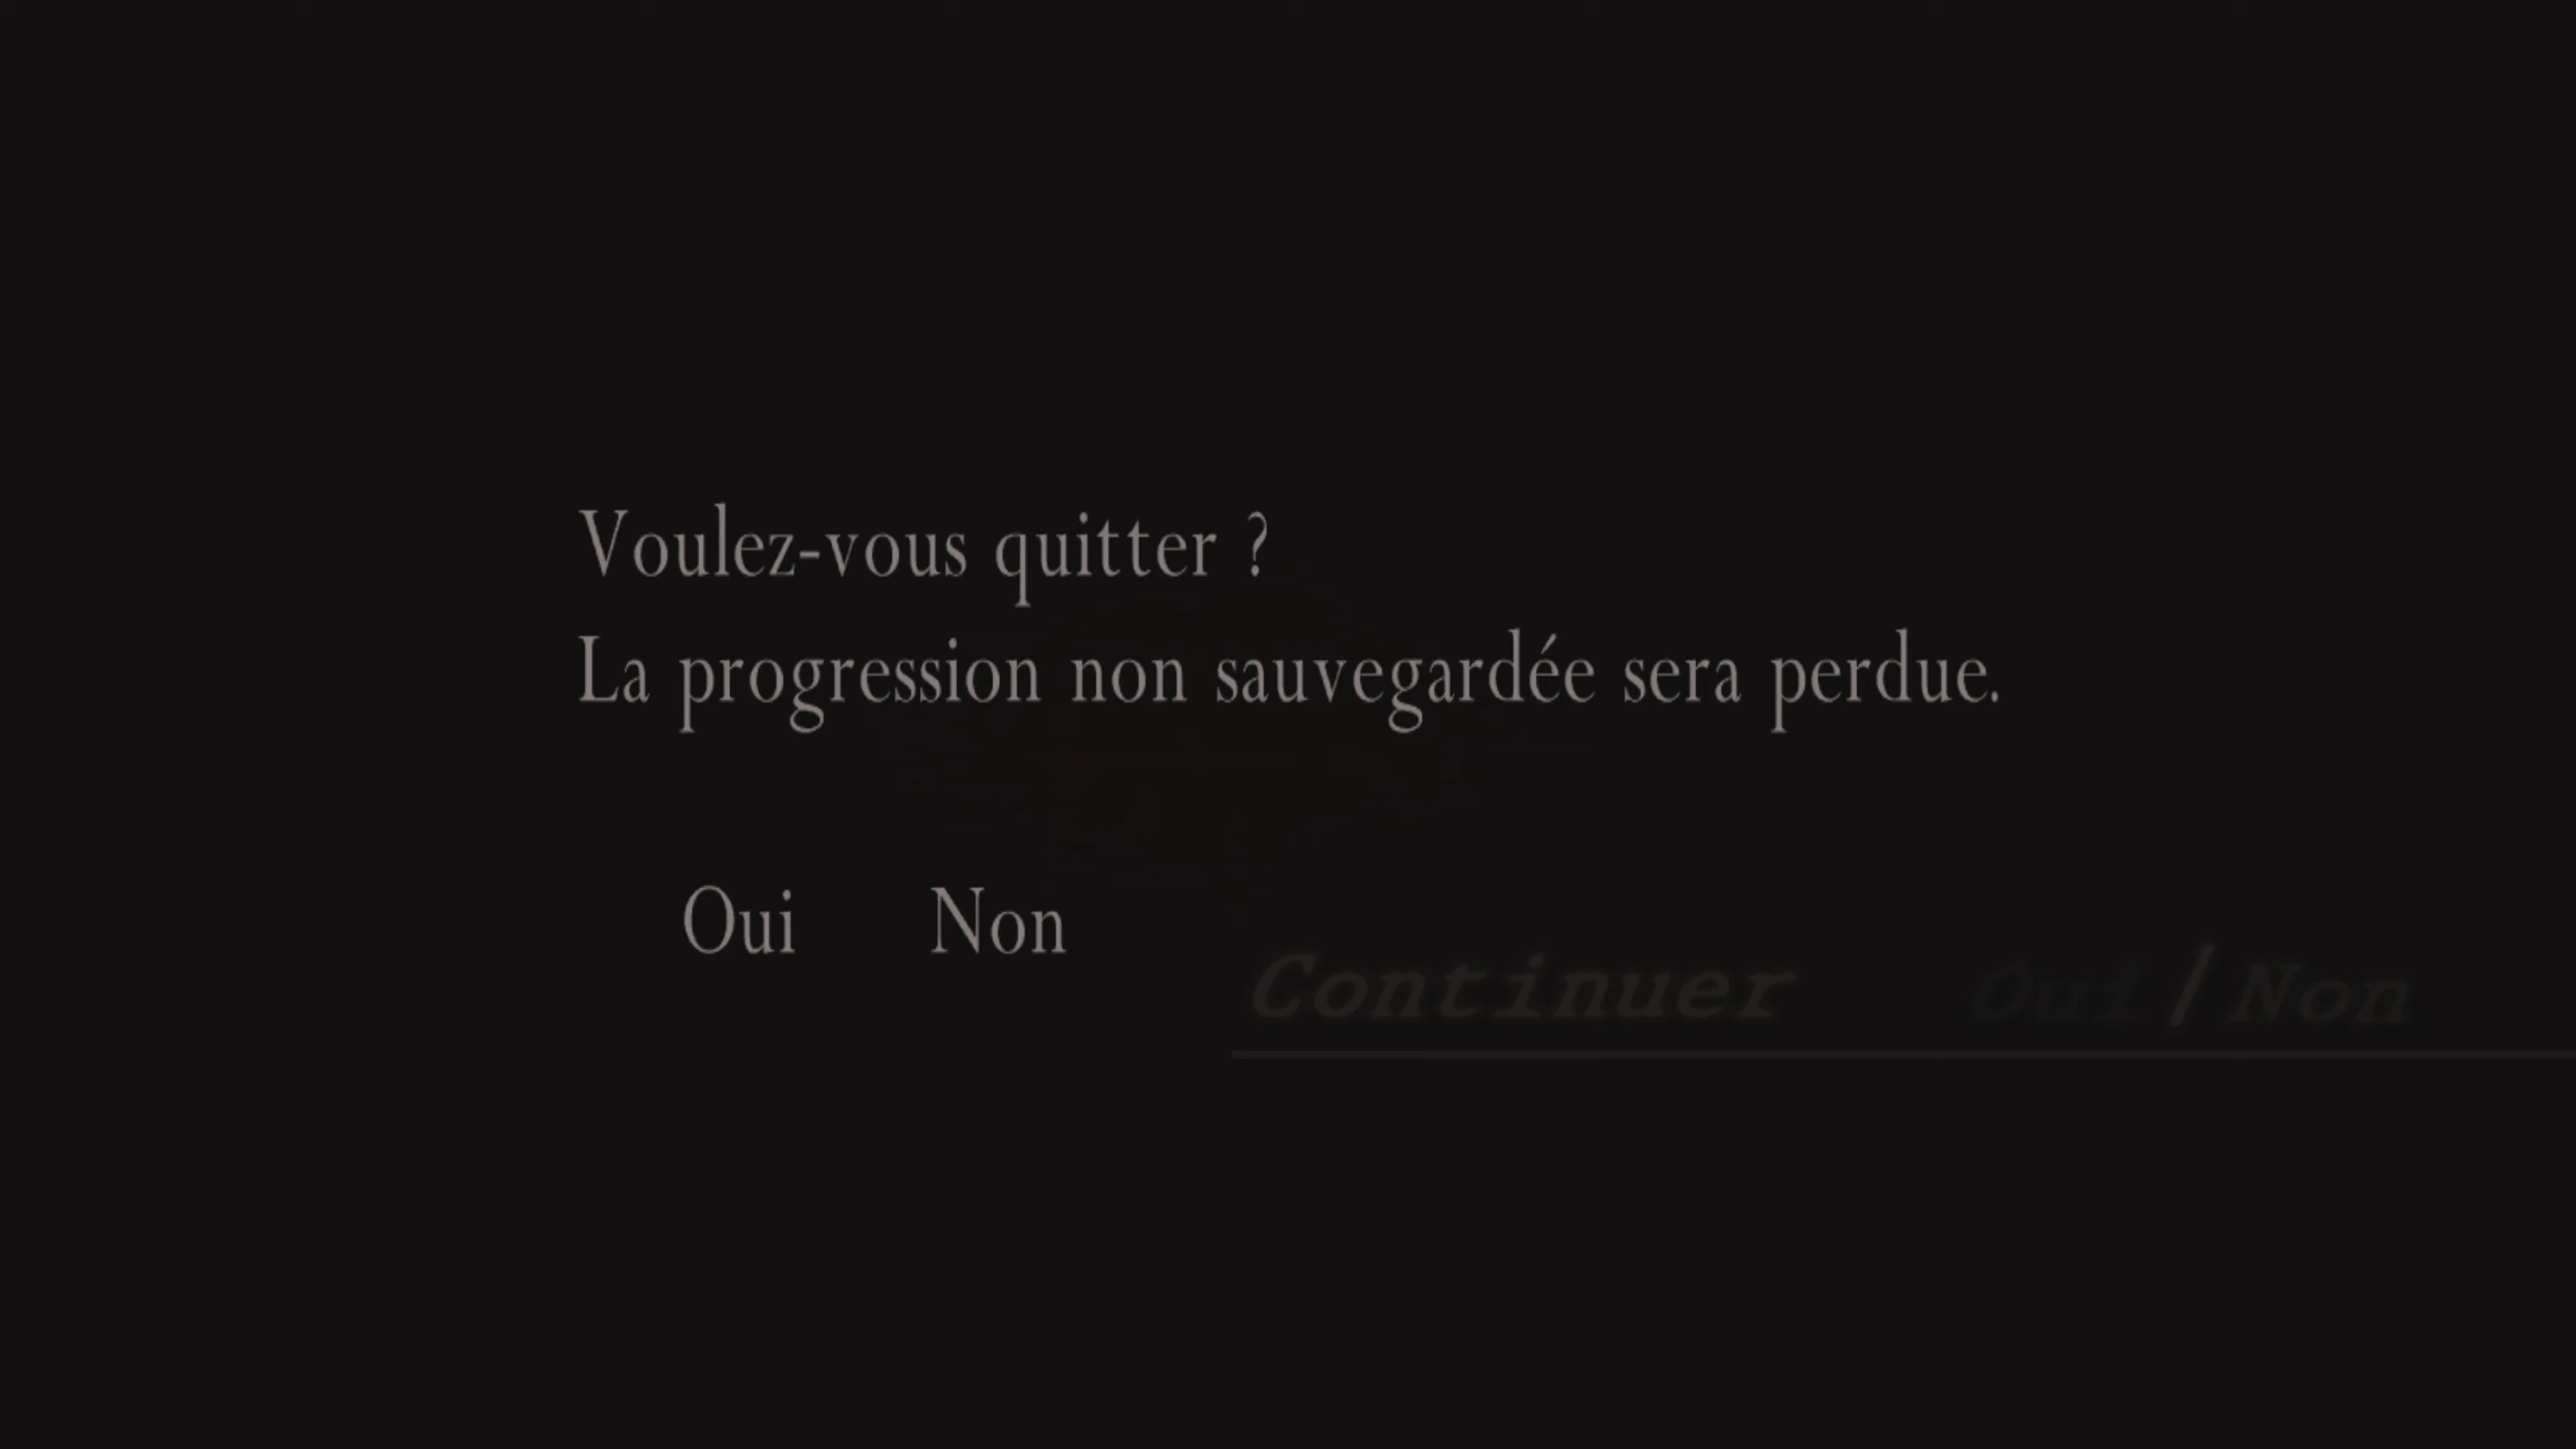 Voulez-vous quitter ?
La progression non sauvegardée sera perdue.
Oui Non
Continuer Oui/Non